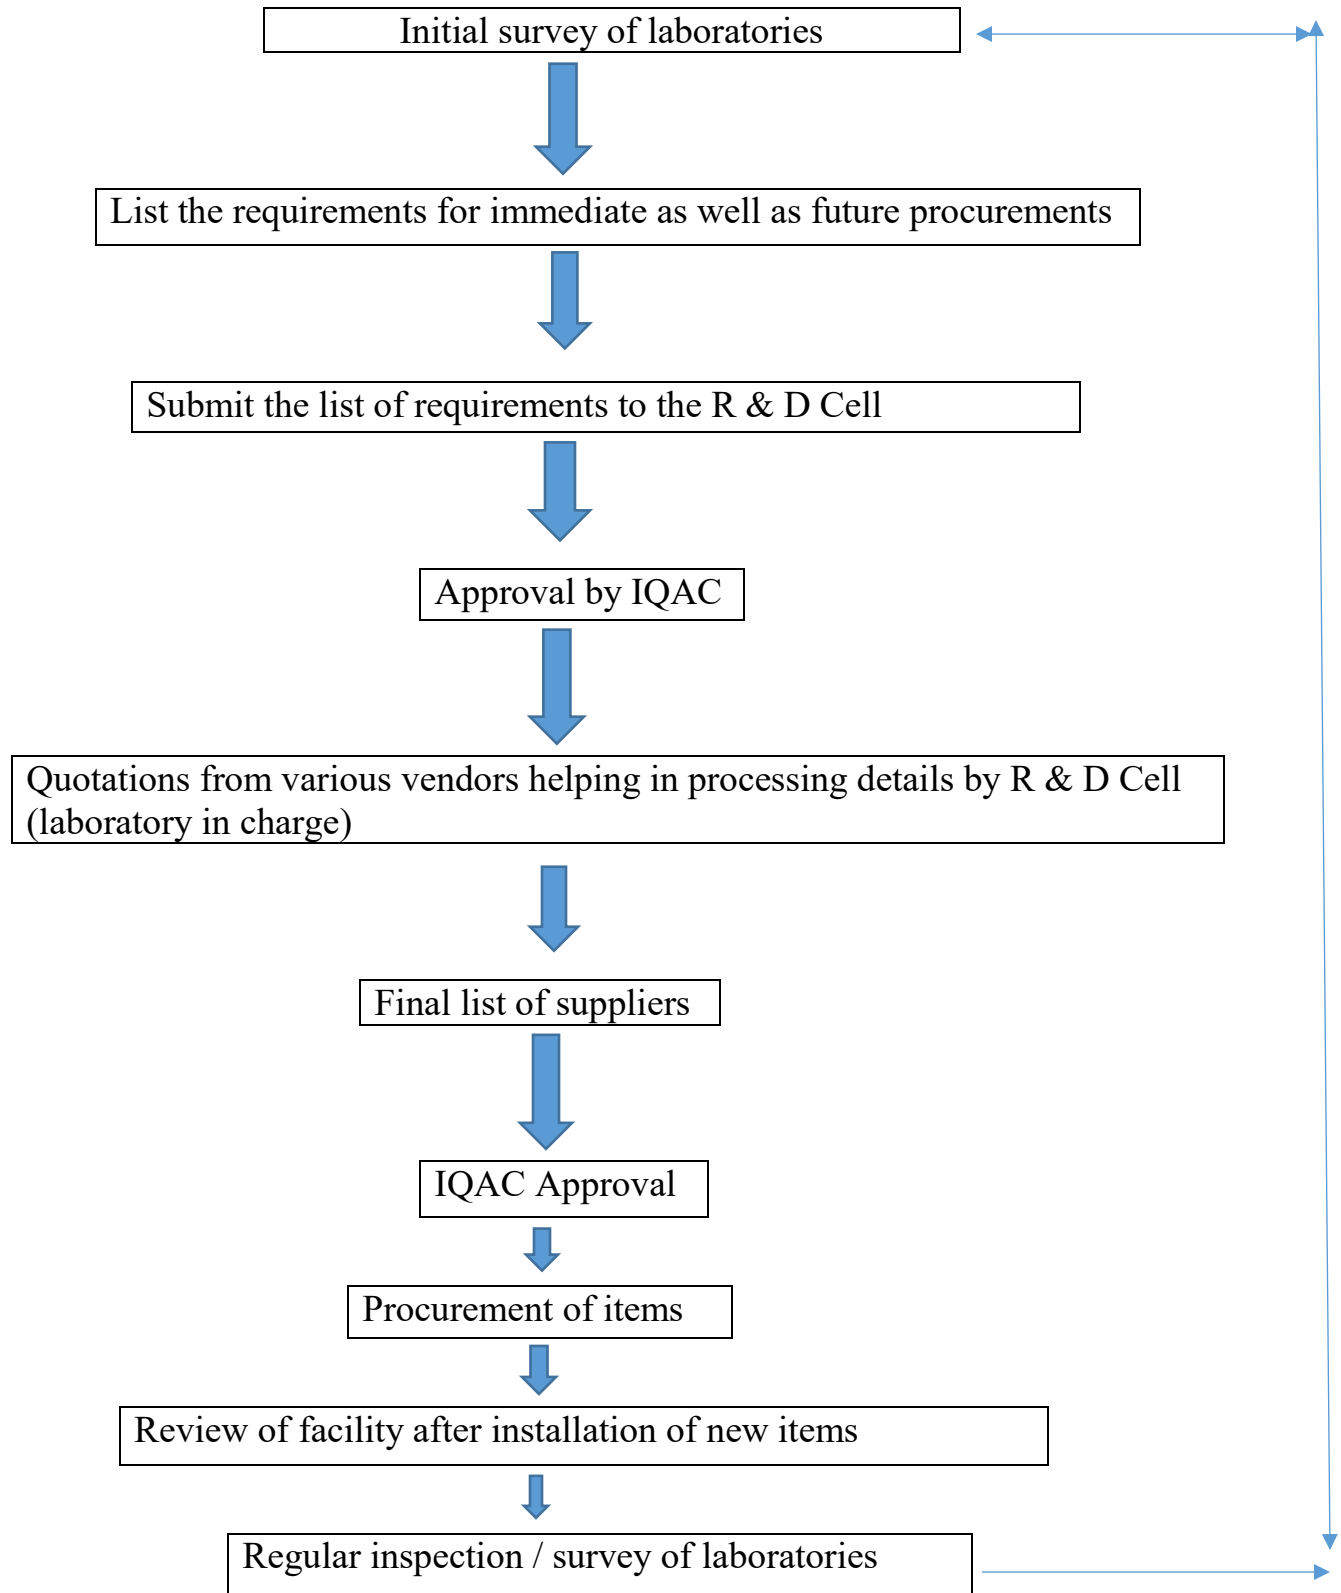 Initial survey of laboratories
List the requirements for immediate as well as future procurements
Submit the list of requirements to the R & D Cell
Approval by IQAC
Quotations from various vendors helping in processing details by R & D Cell
(laboratory in charge)
Final list of suppliers
IQAC Approval
Procurement of items
Review of facility after installation of new items
Regular inspection / survey of laboratories